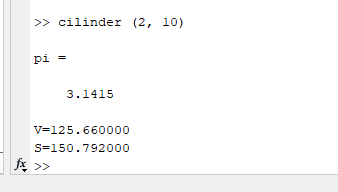 >> cilinder (2, 10)
pi =
3.1415
V=125.660000
S=150.792000
fx >>